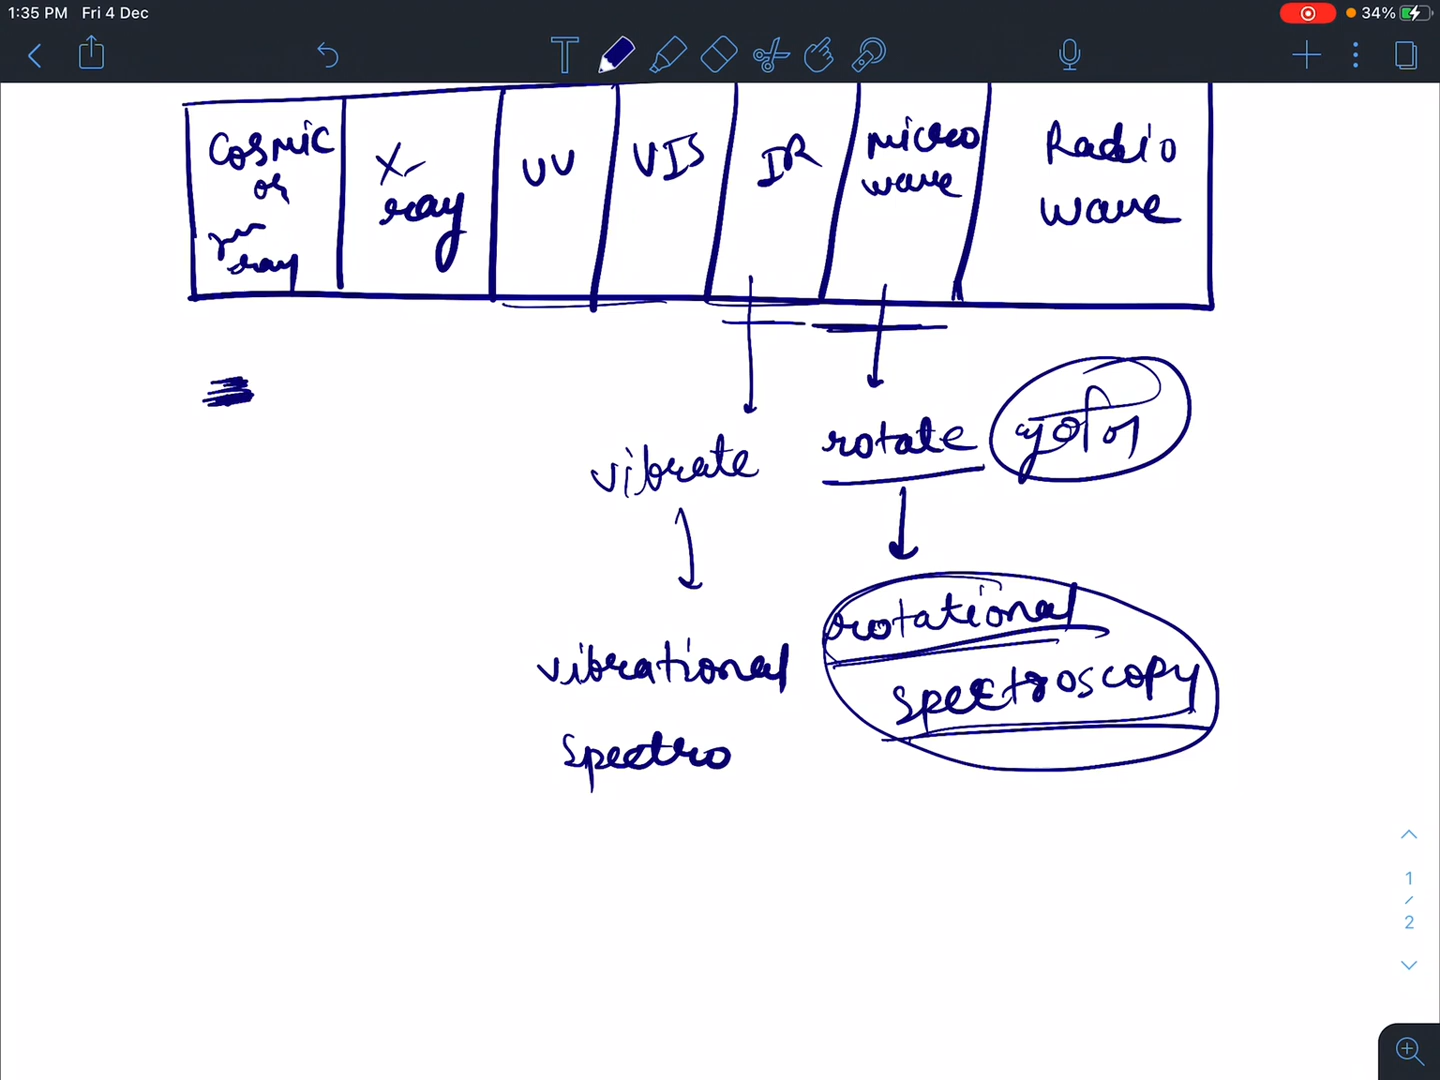 1:35 PM Fri 4 Dec
34%
Cosmic
or
ray
X-
ray
UV
VIS
IR
micro
wave
Radio
wave
vibrate
rotate
vibrational
spectro
rotational
spectroscopy
1
/
2